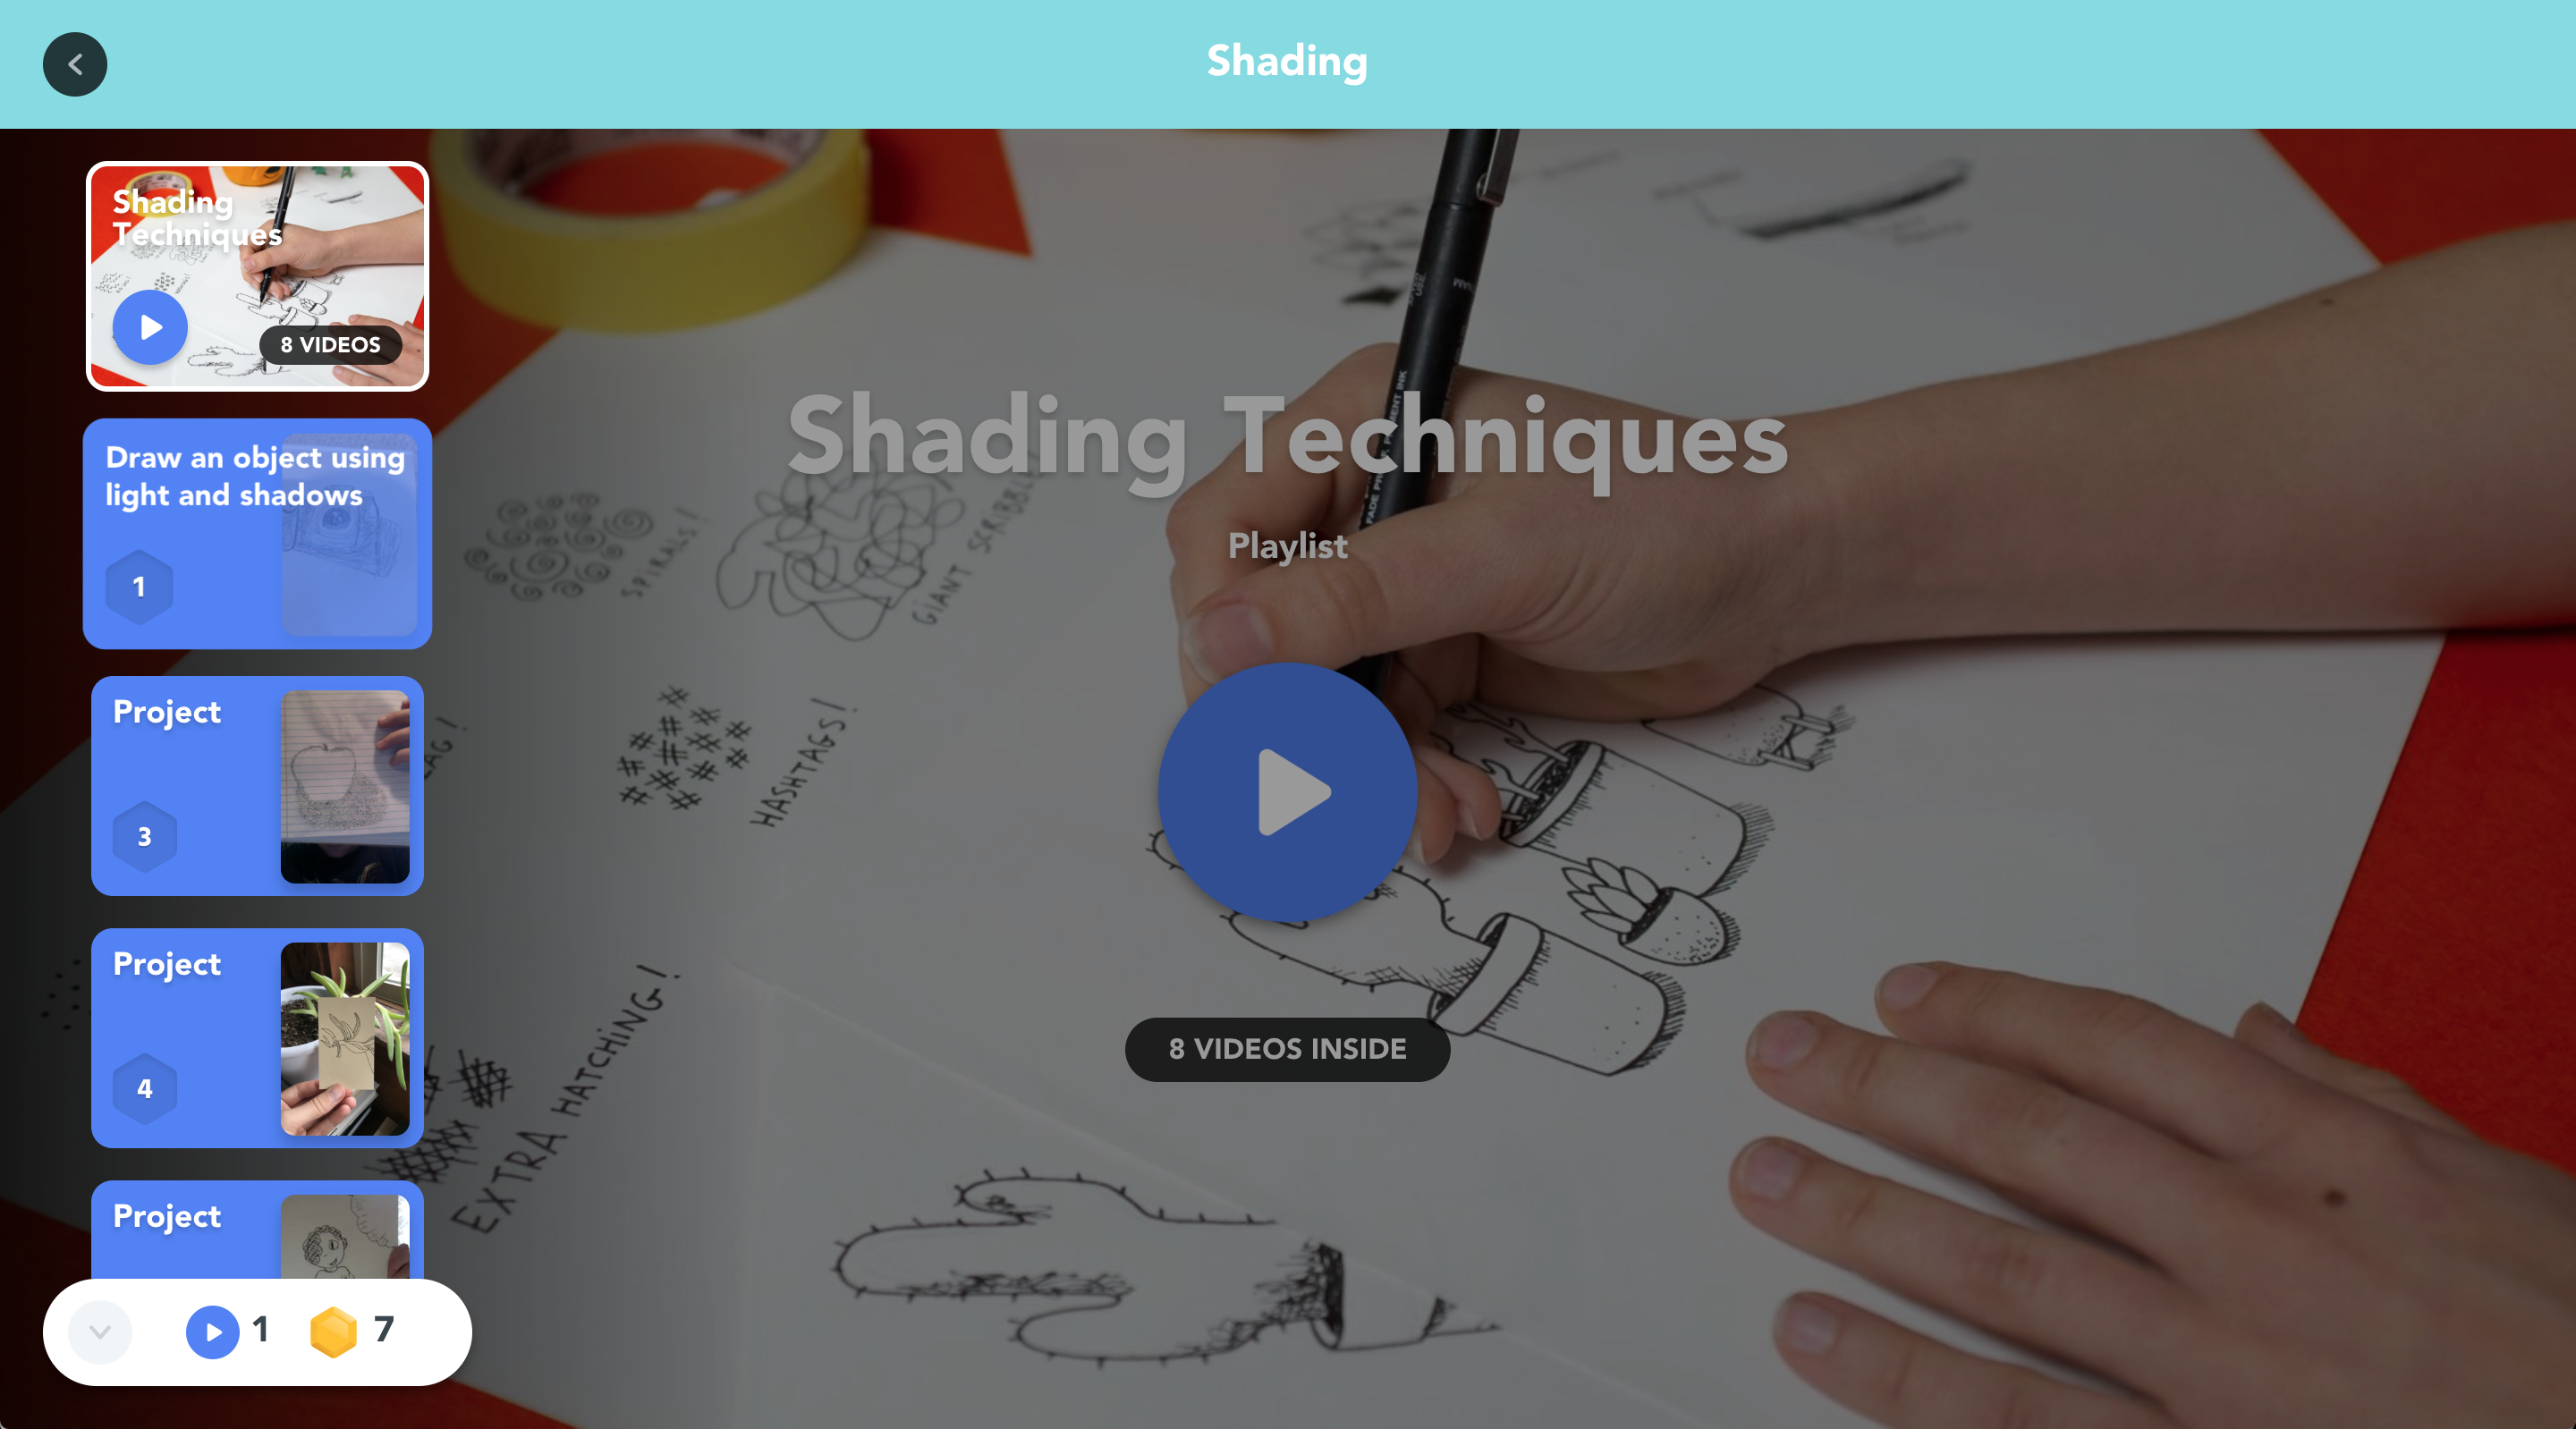 Shading
Shading
Techniques
8 VIDEOS
Draw an object using
light and shadows
1
Project
3
Project
4
Project
1
7
Shading Techniques
Playlist
8 VIDEOS INSIDE
SPIRALS!
GIANT SCRIBBLE
HASHTAGS!
EXTRA HATCHING!